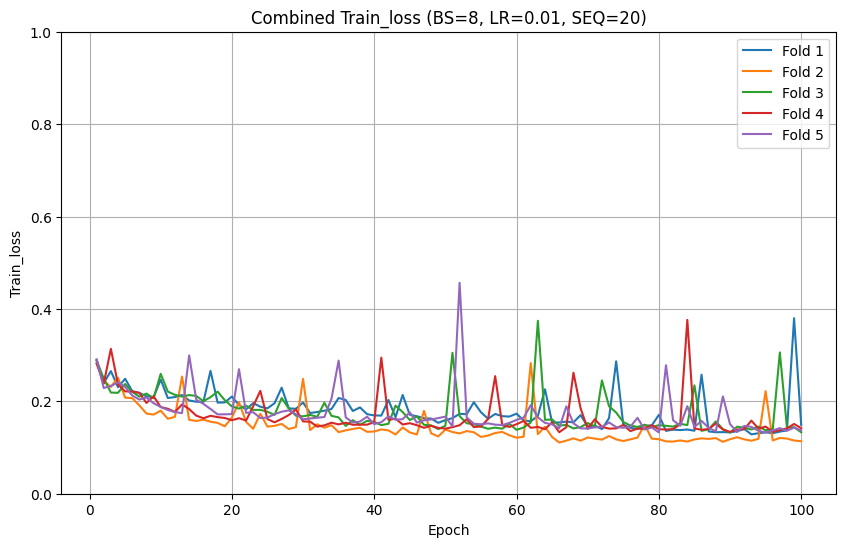 Combined Train_loss (BS=8, LR=0.01, SEQ=20)
1.0
0.8
0.6
0.4
0.2
0.0
Train_loss
Fold 1
Fold 2
Fold 3
Fold 4
Fold 5
0
20
40
60
80
100
Epoch